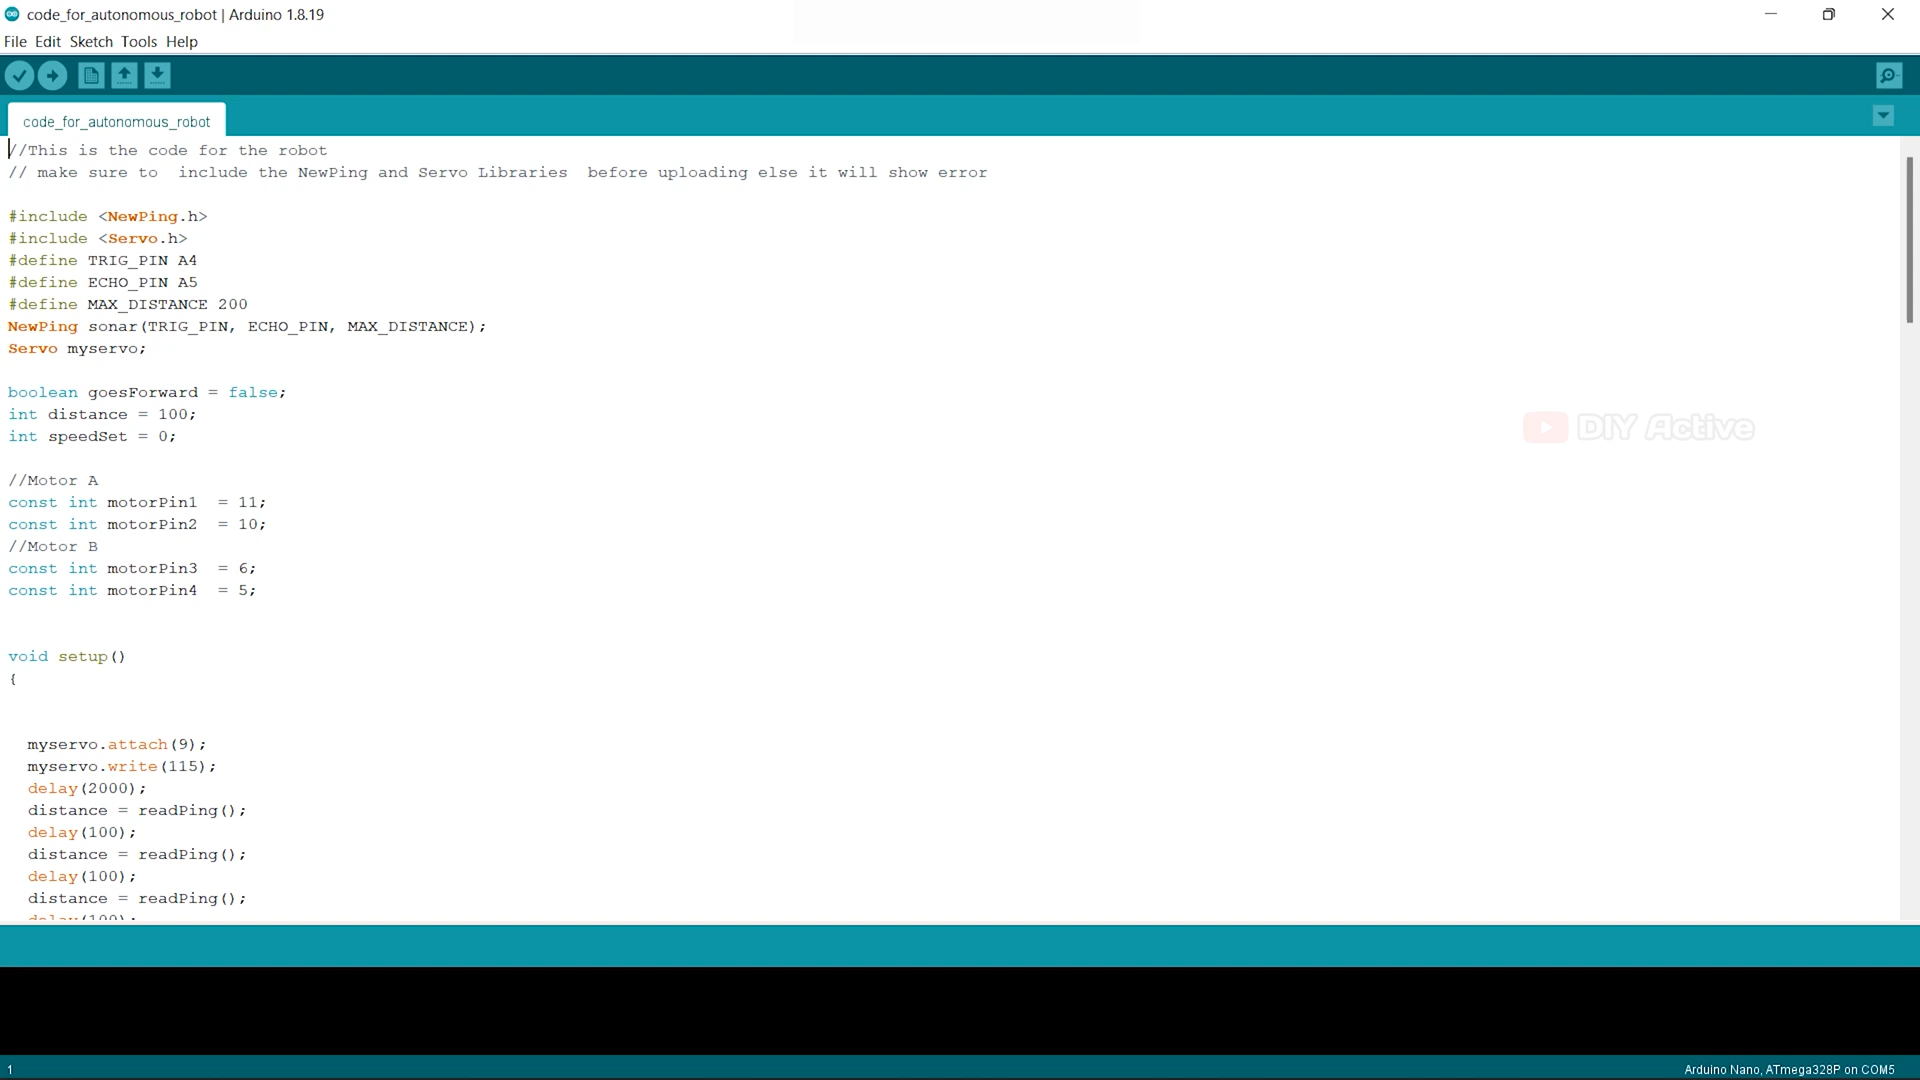 code_for_autonomous_robot | Arduino 1.8.19
File Edit Sketch Tools Help
code_for_autonomous_robot
//This is the code for the robot
// make sure to  include the NewPing and Servo Libraries  before uploading else it will show error
#include <NewPing.h>
#include <Servo.h>
#define TRIG_PIN A4
#define ECHO_PIN A5
#define MAX_DISTANCE 200
NewPing sonar(TRIG_PIN, ECHO_PIN, MAX_DISTANCE);
Servo myservo;
boolean goesForward = false;
int distance = 100;
DIY Active
int speedSet = 0;
//Motor A
const int motorPin1  = 11;
const int motorPin2  = 10;
//Motor B
const int motorPin3  = 6;
const int motorPin4  = 5;
void setup()
{
myservo.attach(9);
myservo.write(115);
delay(2000);
distance = readPing();
delay(100);
distance = readPing();
delay(100);
distance = readPing();
delay(100);
1
Arduino Nano, ATmega328P on COM5